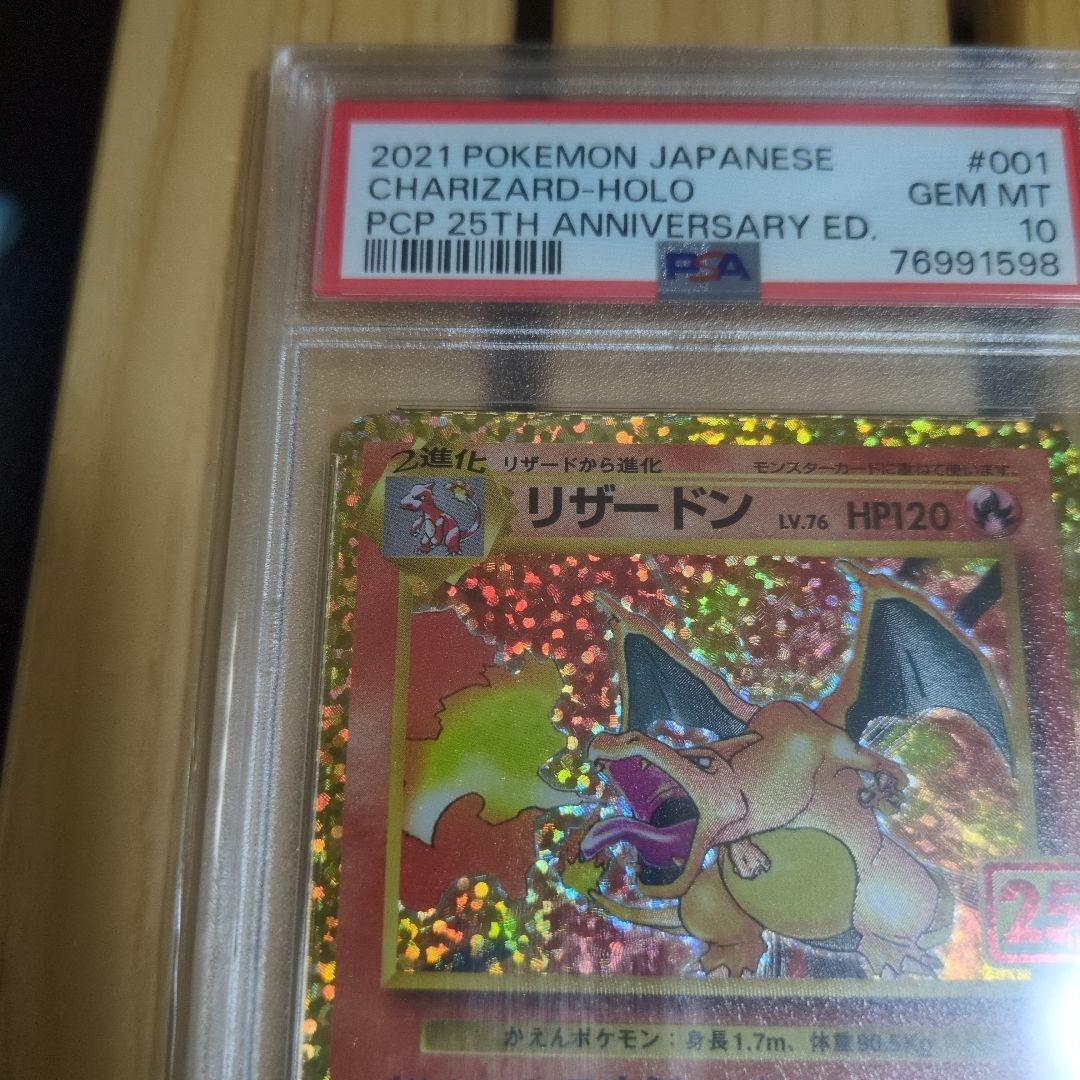 2021 POKEMON JAPANESE #001
CHARIZARD-HOLO GEM MT
PCP 25TH ANNIVERSARY ED. 10
PSA 76991598
2進化 リザードから進化 モンスターカードに重ねて使います。
リザードン LV.76 HP120
25
かえんポケモン：身長1.7m、体重90.5Kg